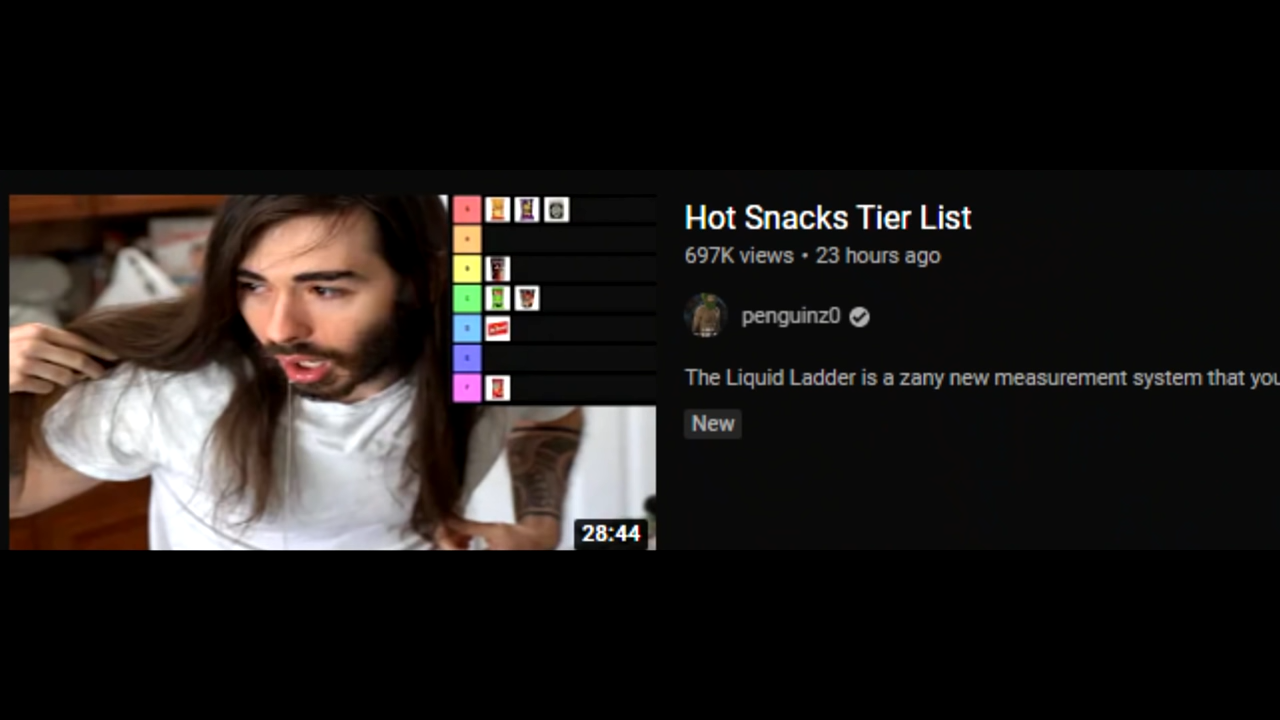 Hot Snacks Tier List
697K views • 23 hours ago
penguinz0
The Liquid Ladder is a zany new measurement system that you
New
28:44